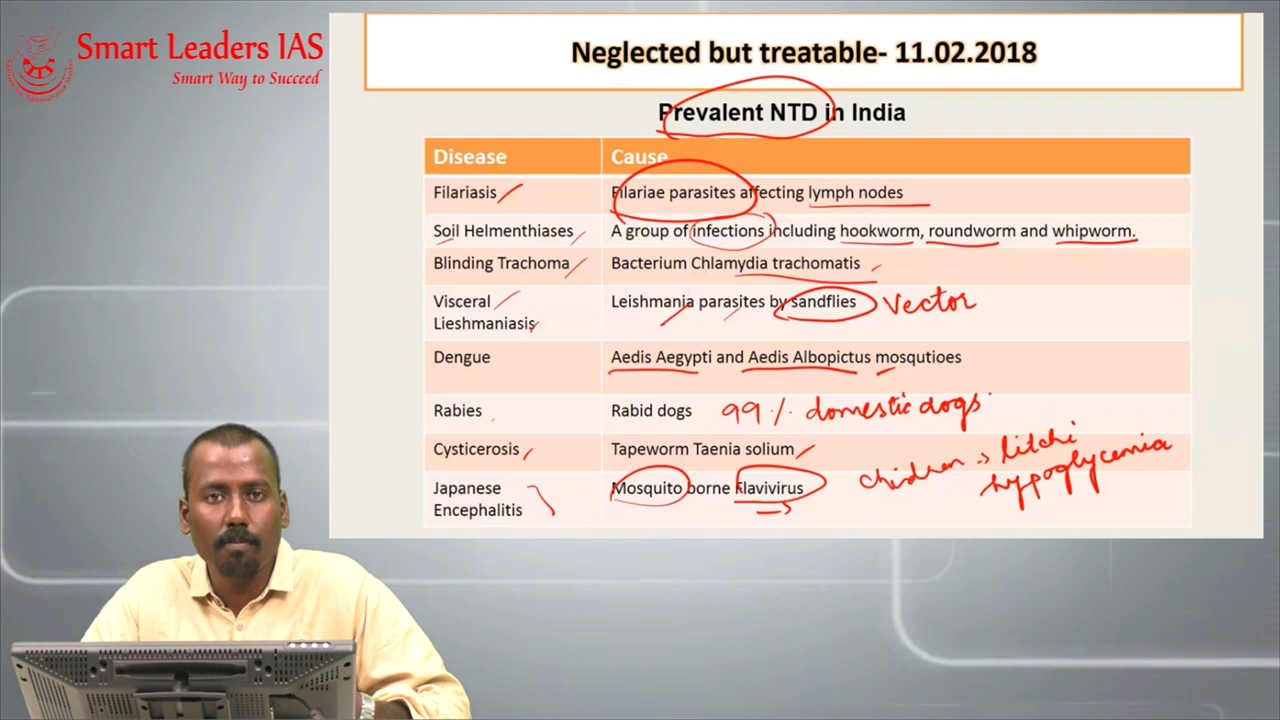 Smart Leaders IAS
Smart Way to Succeed
Neglected but treatable- 11.02.2018
Prevalent NTD in India
Disease Cause
Filariasis Filariae parasites affecting lymph nodes
Soil Helmenthiases A group of infections including hookworm, roundworm and whipworm.
Blinding Trachoma Bacterium Chlamydia trachomatis
Visceral
Lieshmaniasis
Leishmania parasites by sandflies Vector
Dengue Aedis Aegypti and Aedis Albopictus mosqutioes
Rabies Rabid dogs 99% domestic dogs
Cysticerosis Tapeworm Taenia solium
Japanese
Encephalitis
Mosquito borne Flavivirus
children → litchi
hypoglycemia